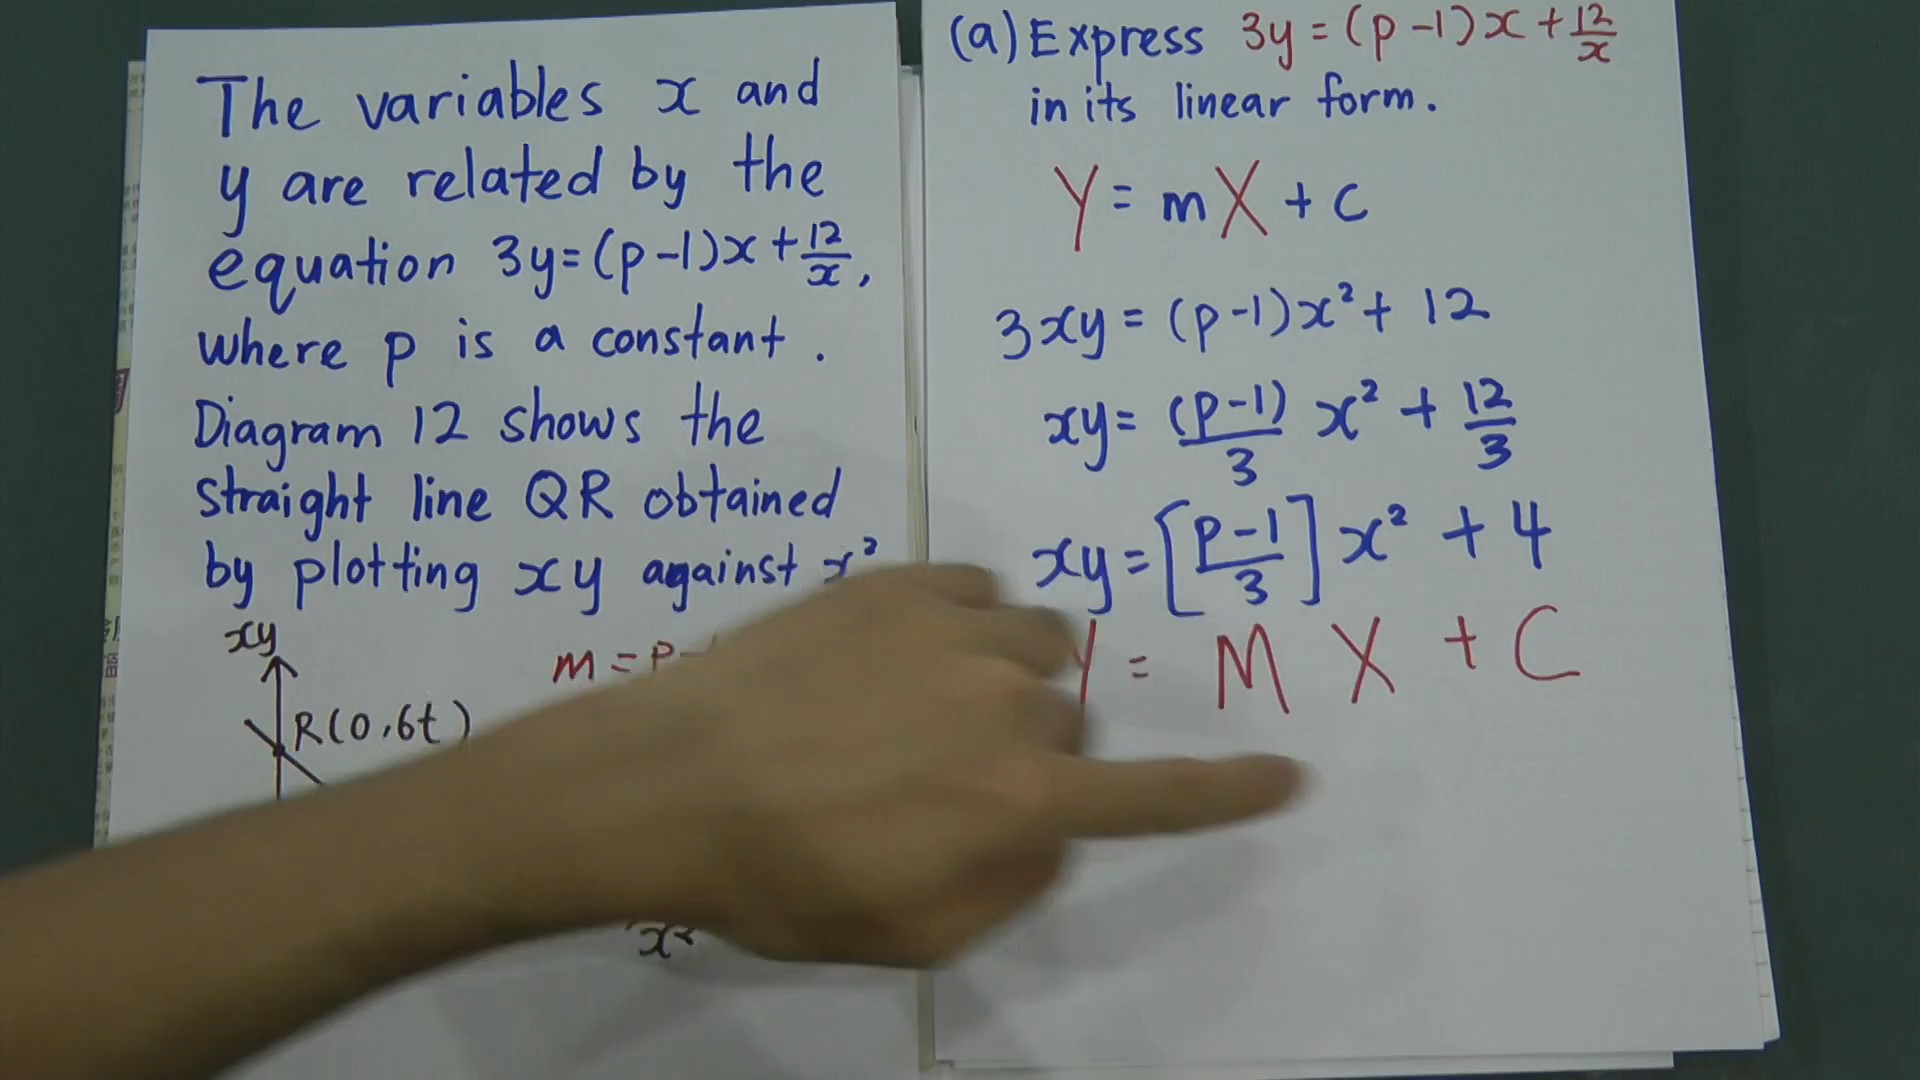 The variables x and
y are related by the
equation 3y=(p-1)x+12/x,
where p is a constant.
Diagram 12 shows the
straight line QR obtained
by plotting xy against x²
xy
m = p-
R(0,6t)
x²
(a) Express 3y=(p-1)x+12/x
in its linear form.
Y = mX + c
3xy = (p-1)x² + 12
xy = (p-1)/3 x² + 12/3
xy = [p-1/3] x² + 4
Y = M X + C